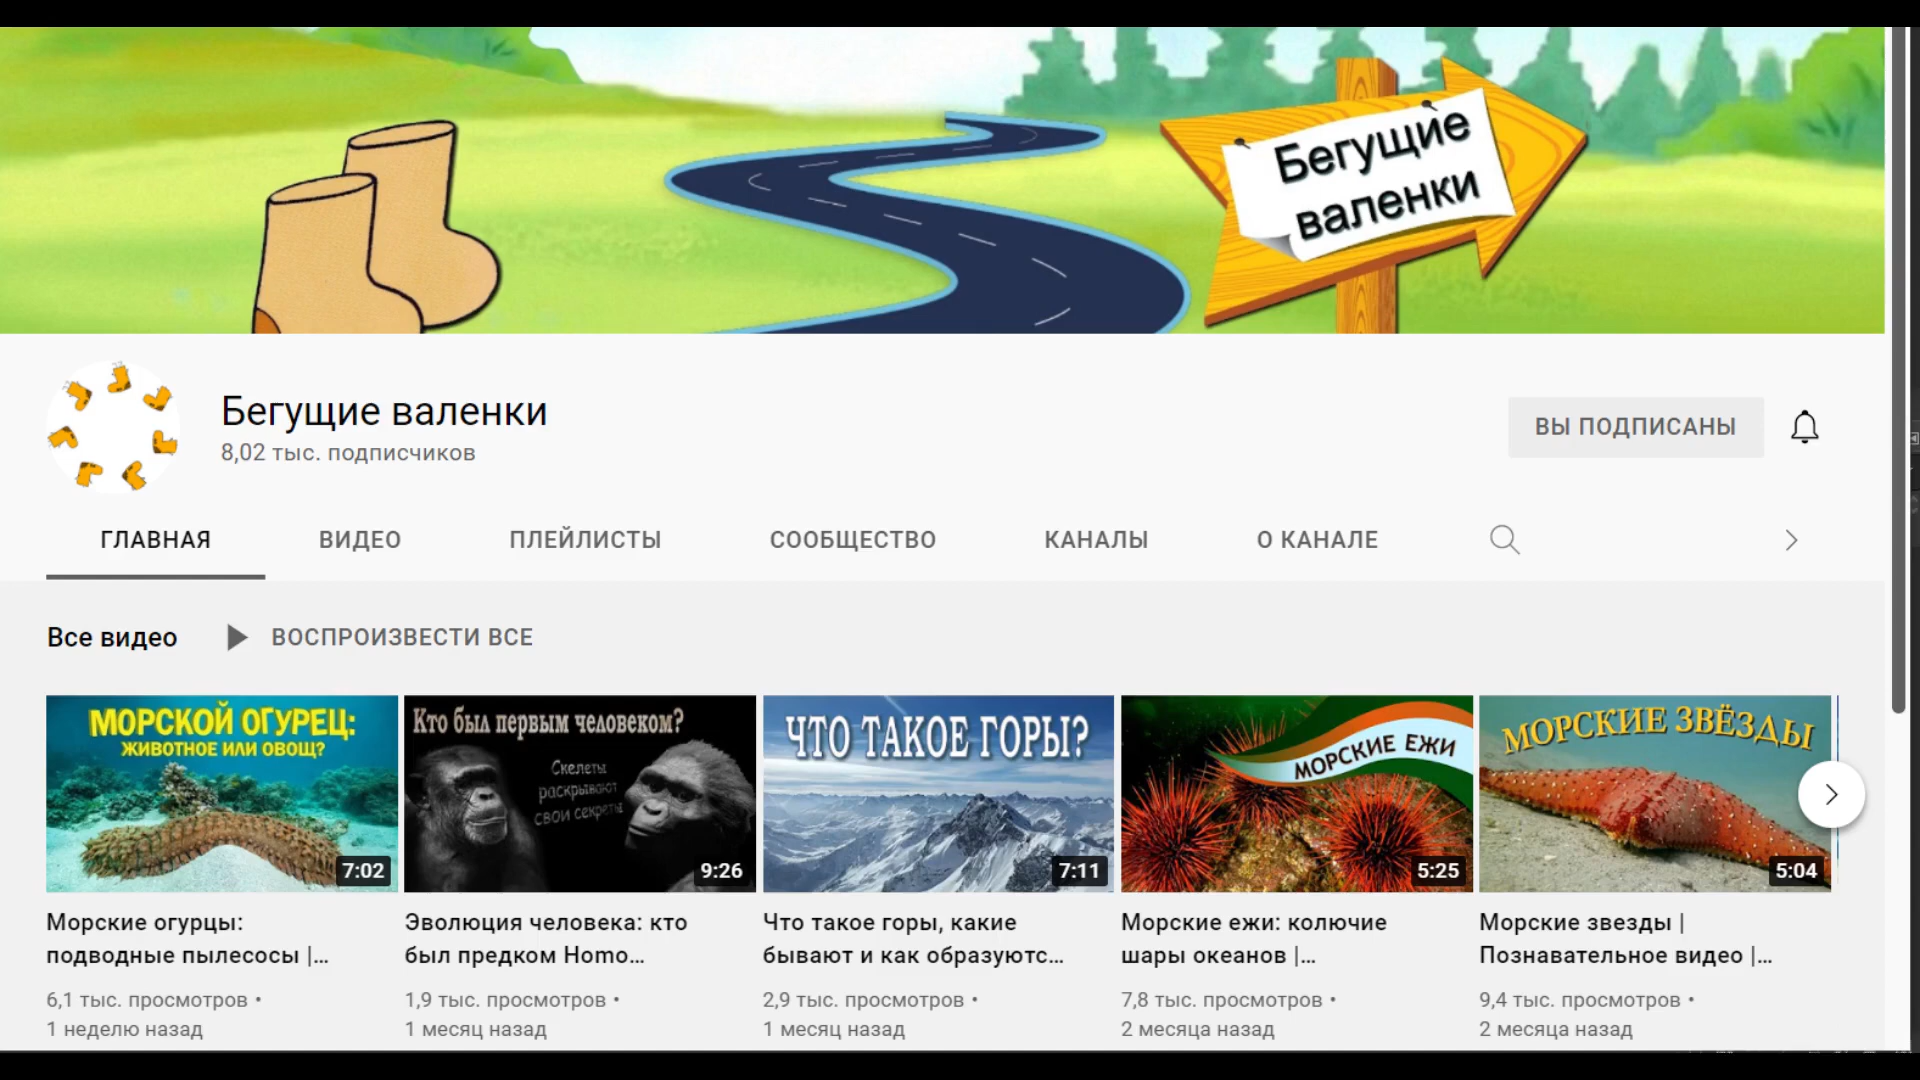 Бегущие
валенки
Бегущие валенки
8,02 тыс. подписчиков
ВЫ ПОДПИСАНЫ
ГЛАВНАЯ
ВИДЕО
ПЛЕЙЛИСТЫ
СООБЩЕСТВО
КАНАЛЫ
О КАНАЛЕ
Все видео
ВОСПРОИЗВЕСТИ ВСЕ
МОРСКОЙ ОГУРЕЦ:
ЖИВОТНОЕ ИЛИ ОВОЩ?
7:02
Морские огурцы:
подводные пылесосы |...
6,1 тыс. просмотров •
1 неделю назад
Кто был первым человеком?
Скелеты
раскрывают
свои секреты
9:26
Эволюция человека: кто
был предком Homo...
1,9 тыс. просмотров •
1 месяц назад
ЧТО ТАКОЕ ГОРЫ?
7:11
Что такое горы, какие
бывают и как образуютс...
2,9 тыс. просмотров •
1 месяц назад
МОРСКИЕ ЕЖИ
5:25
Морские ежи: колючие
шары океанов |...
7,8 тыс. просмотров •
2 месяца назад
МОРСКИЕ ЗВЁЗДЫ
5:04
Морские звезды |
Познавательное видео |...
9,4 тыс. просмотров •
2 месяца назад